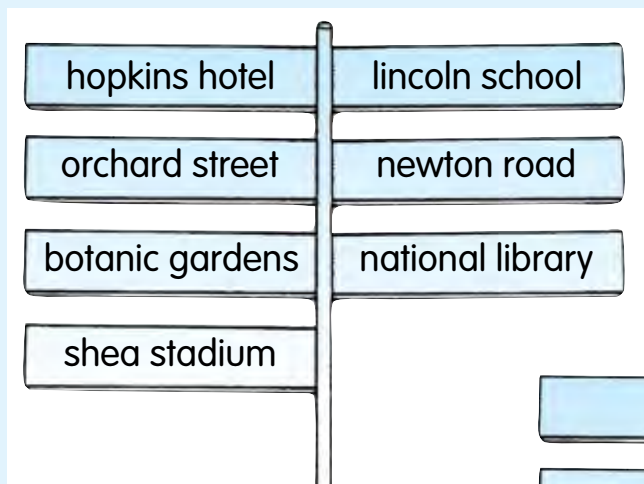 hopkins hotel
lincoln school
orchard street
newton road
botanic gardens
national library
shea stadium